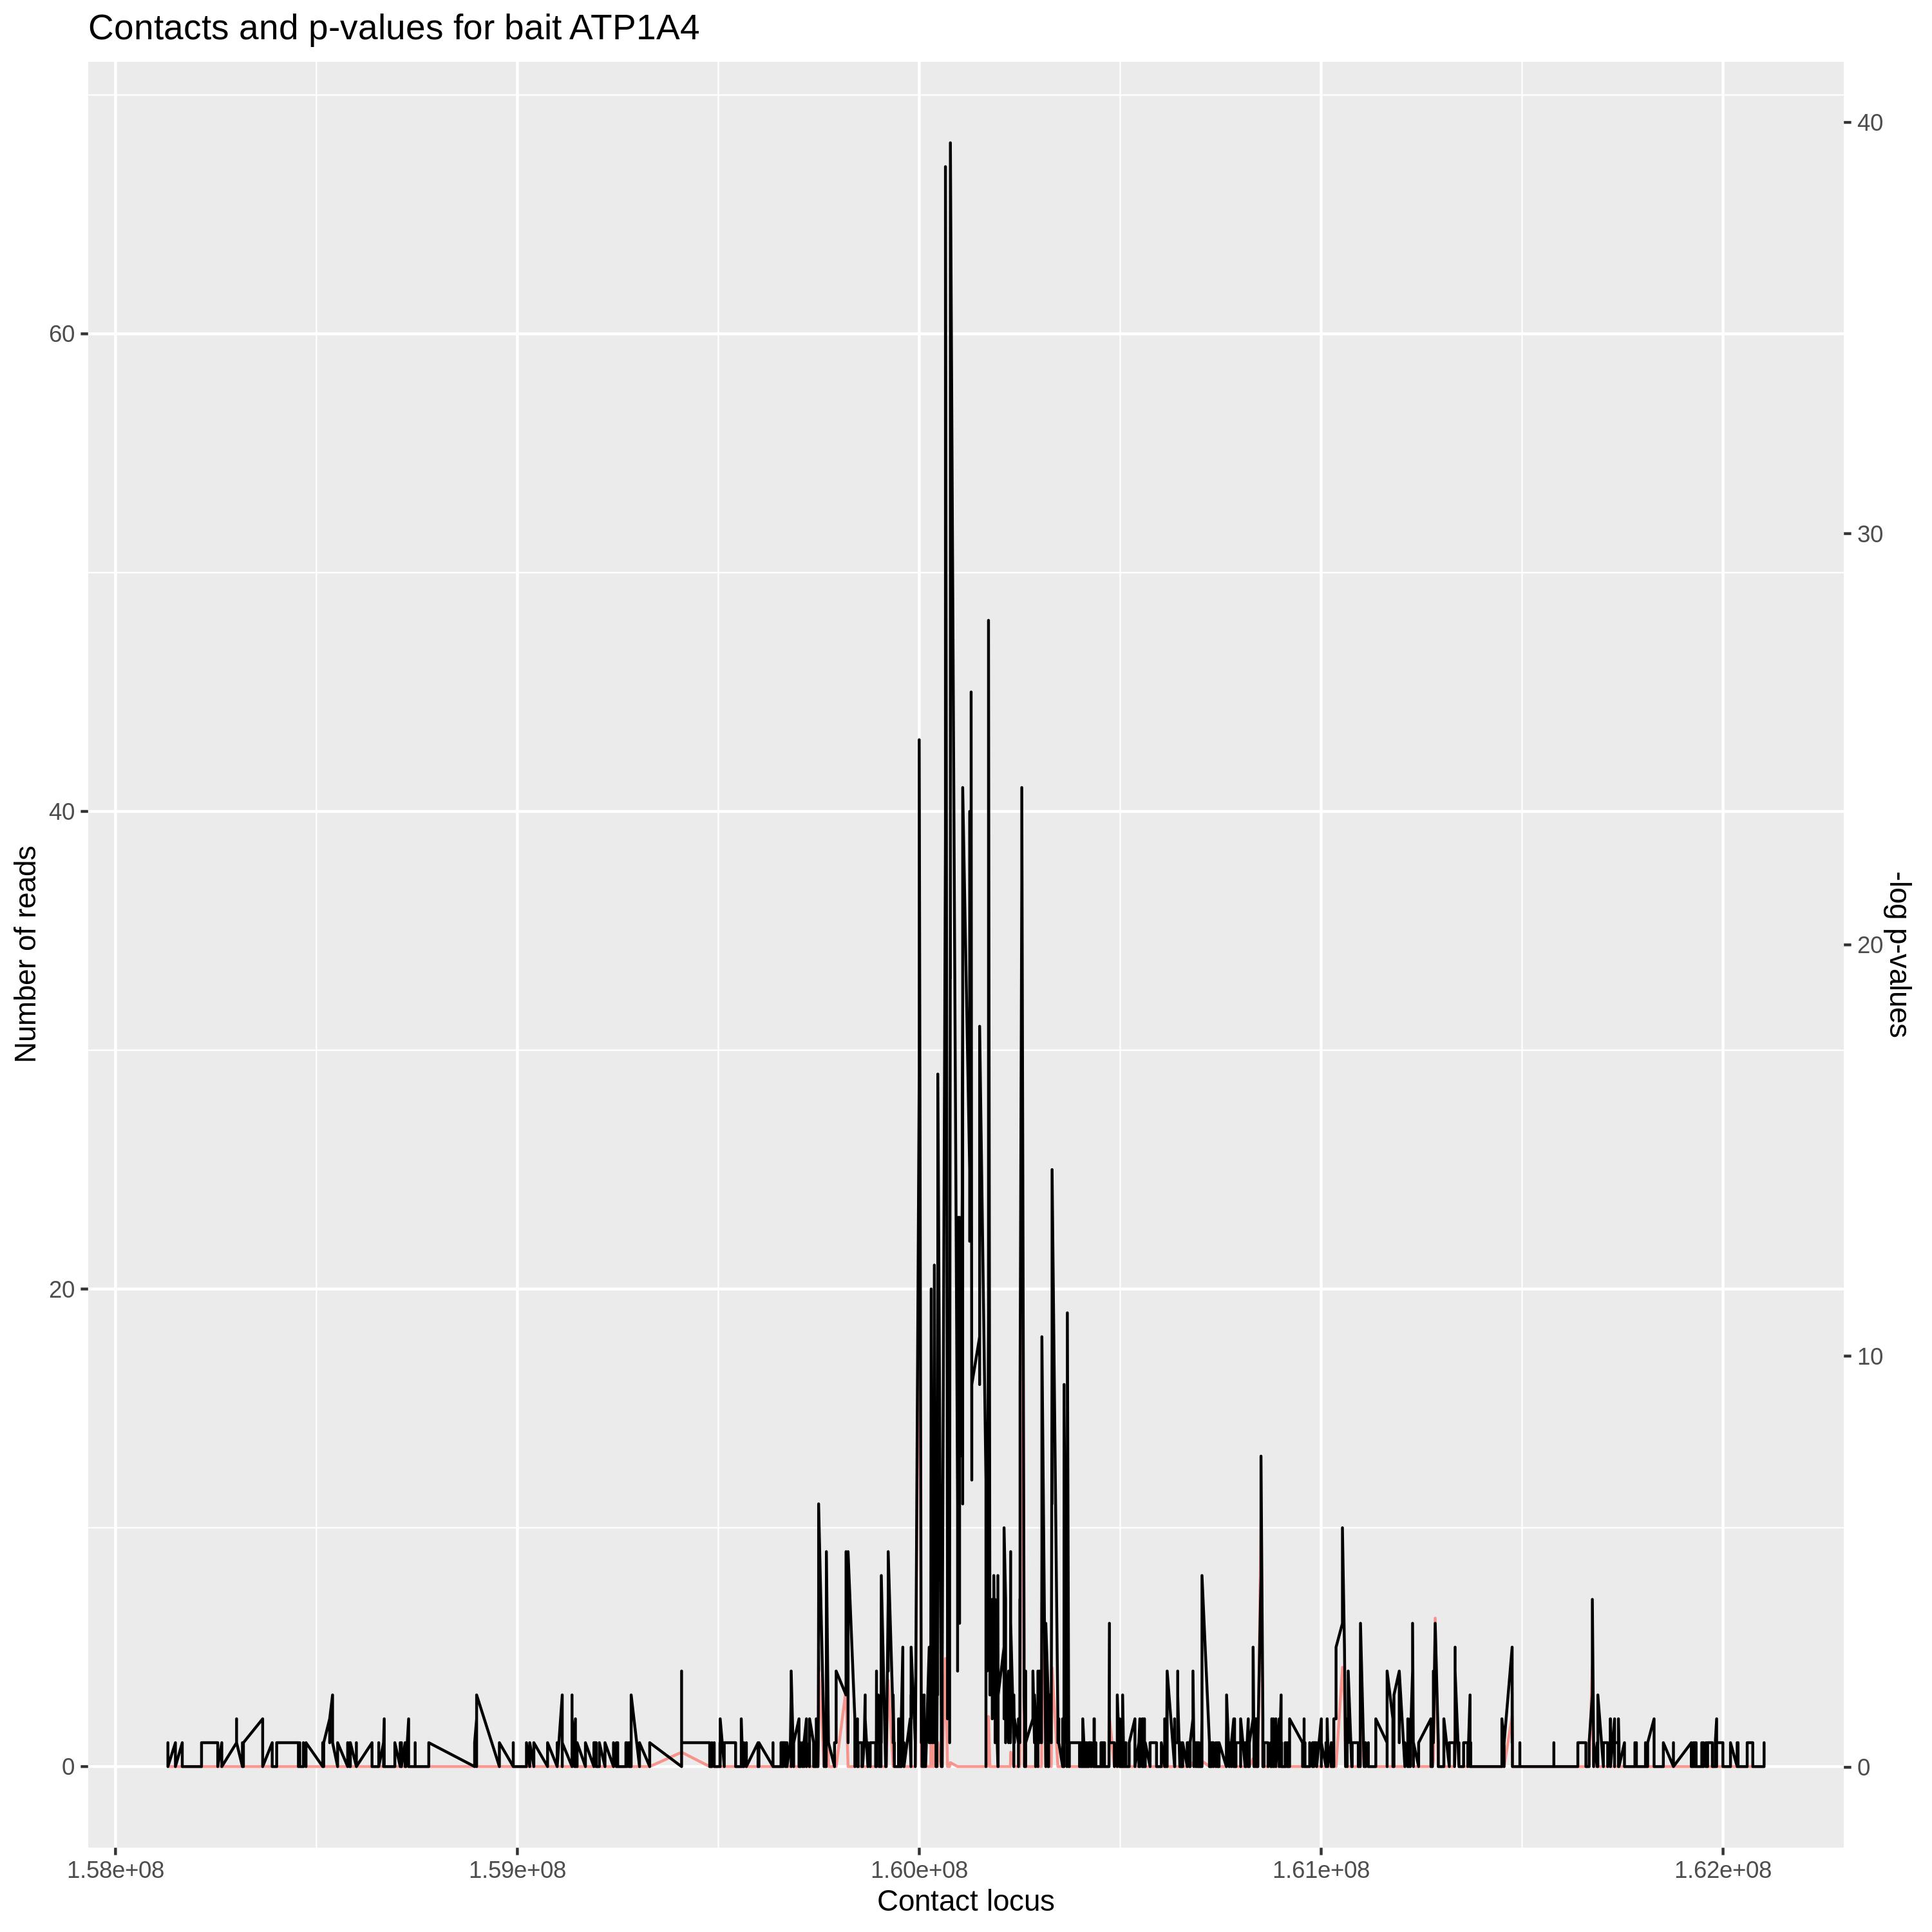 Contacts and p-values for bait ATP1A4
Number of reads
60
40
20
0
40
30
20
10
0
-log p-values
1.58e+08
1.59e+08
1.60e+08
1.61e+08
1.62e+08
Contact locus